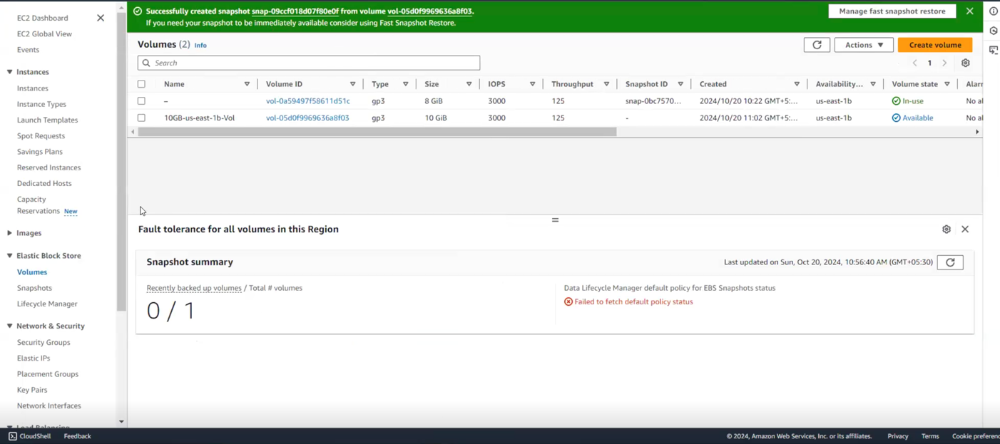 EC2 Dashboard
EC2 Global View
Events
Instances
Instances
Instance Types
Launch Templates
Spot Requests
Savings Plans
Reserved Instances
Dedicated Hosts
Capacity
Reservations New
Images
Elastic Block Store
Volumes
Snapshots
Lifecycle Manager
Network & Security
Security Groups
Elastic IPs
Placement Groups
Key Pairs
Network Interfaces
Load Balancing
Successfully created snapshot snap-09ccf018d07f80e0f from volume vol-05d0f9969636a8f03.
If you need your snapshot to be immediately available consider using Fast Snapshot Restore.
Manage fast snapshot restore
Volumes (2) Info
Actions
Create volume
Search
1
Name Volume ID Type Size IOPS Throughput Snapshot ID Created Availability... Volume state Alarr
– vol-0a59497f58611d51c gp3 8 GiB 3000 125 snap-0bc7570... 2024/10/20 10:22 GMT+5:... us-east-1b In-use No al
10GB-us-east-1b-Vol vol-05d0f9969636a8f03 gp3 10 GiB 3000 125 - 2024/10/20 11:02 GMT+5:... us-east-1b Available No al
Fault tolerance for all volumes in this Region
Snapshot summary
Last updated on Sun, Oct 20, 2024, 10:56:40 AM (GMT+05:30)
Recently backed up volumes / Total # volumes
0 / 1
Data Lifecycle Manager default policy for EBS Snapshots status
Failed to fetch default policy status
CloudShell Feedback © 2024, Amazon Web Services, Inc. or its affiliates. Privacy Terms Cookie preferenc